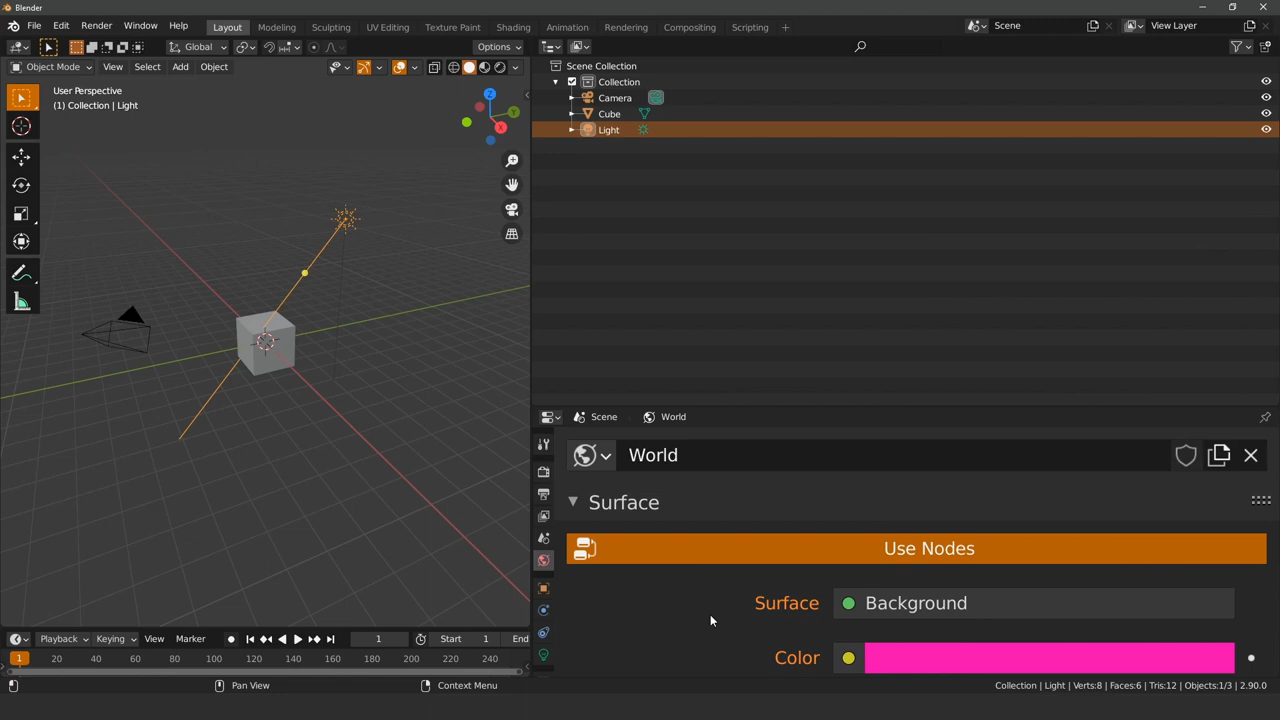 Blender
File Edit Render Window Help Layout Modeling Sculpting UV Editing Texture Paint Shading Animation Rendering Compositing Scripting + Scene View Layer
Global Options
Object Mode View Select Add Object
User Perspective
(1) Collection | Light
Z
Y
X
Scene Collection
Collection
Camera
Cube
Light
Scene World
World
Surface
Use Nodes
Surface Background
Color
Playback Keying View Marker 1 Start 1 End
1 20 40 60 80 100 120 140 160 180 200 220 240
Pan View Context Menu Collection | Light | Verts:8 | Faces:6 | Tris:12 | Objects:1/3 | 2.90.0